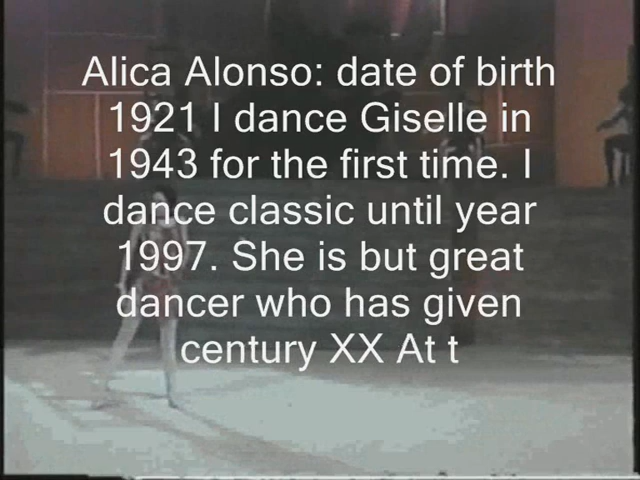 Alica Alonso: date of birth
1921 I dance Giselle in
1943 for the first time. I
dance classic until year
1997. She is but great
dancer who has given
century XX At t